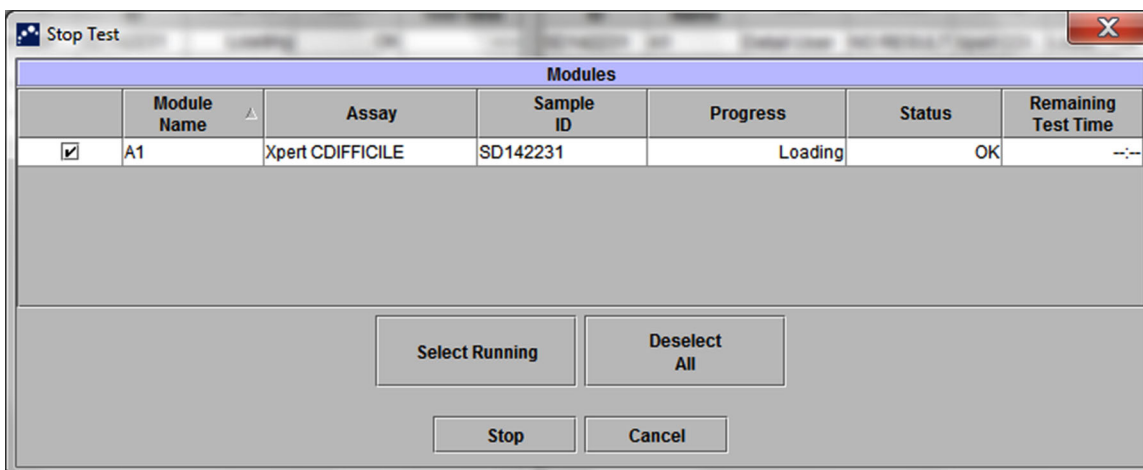 Stop Test
Modules
Module Name Assay Sample ID Progress Status Remaining Test Time
A1 Xpert CDIFFICILE SD142231 Loading OK --:--
Select Running
Deselect All
Stop Cancel